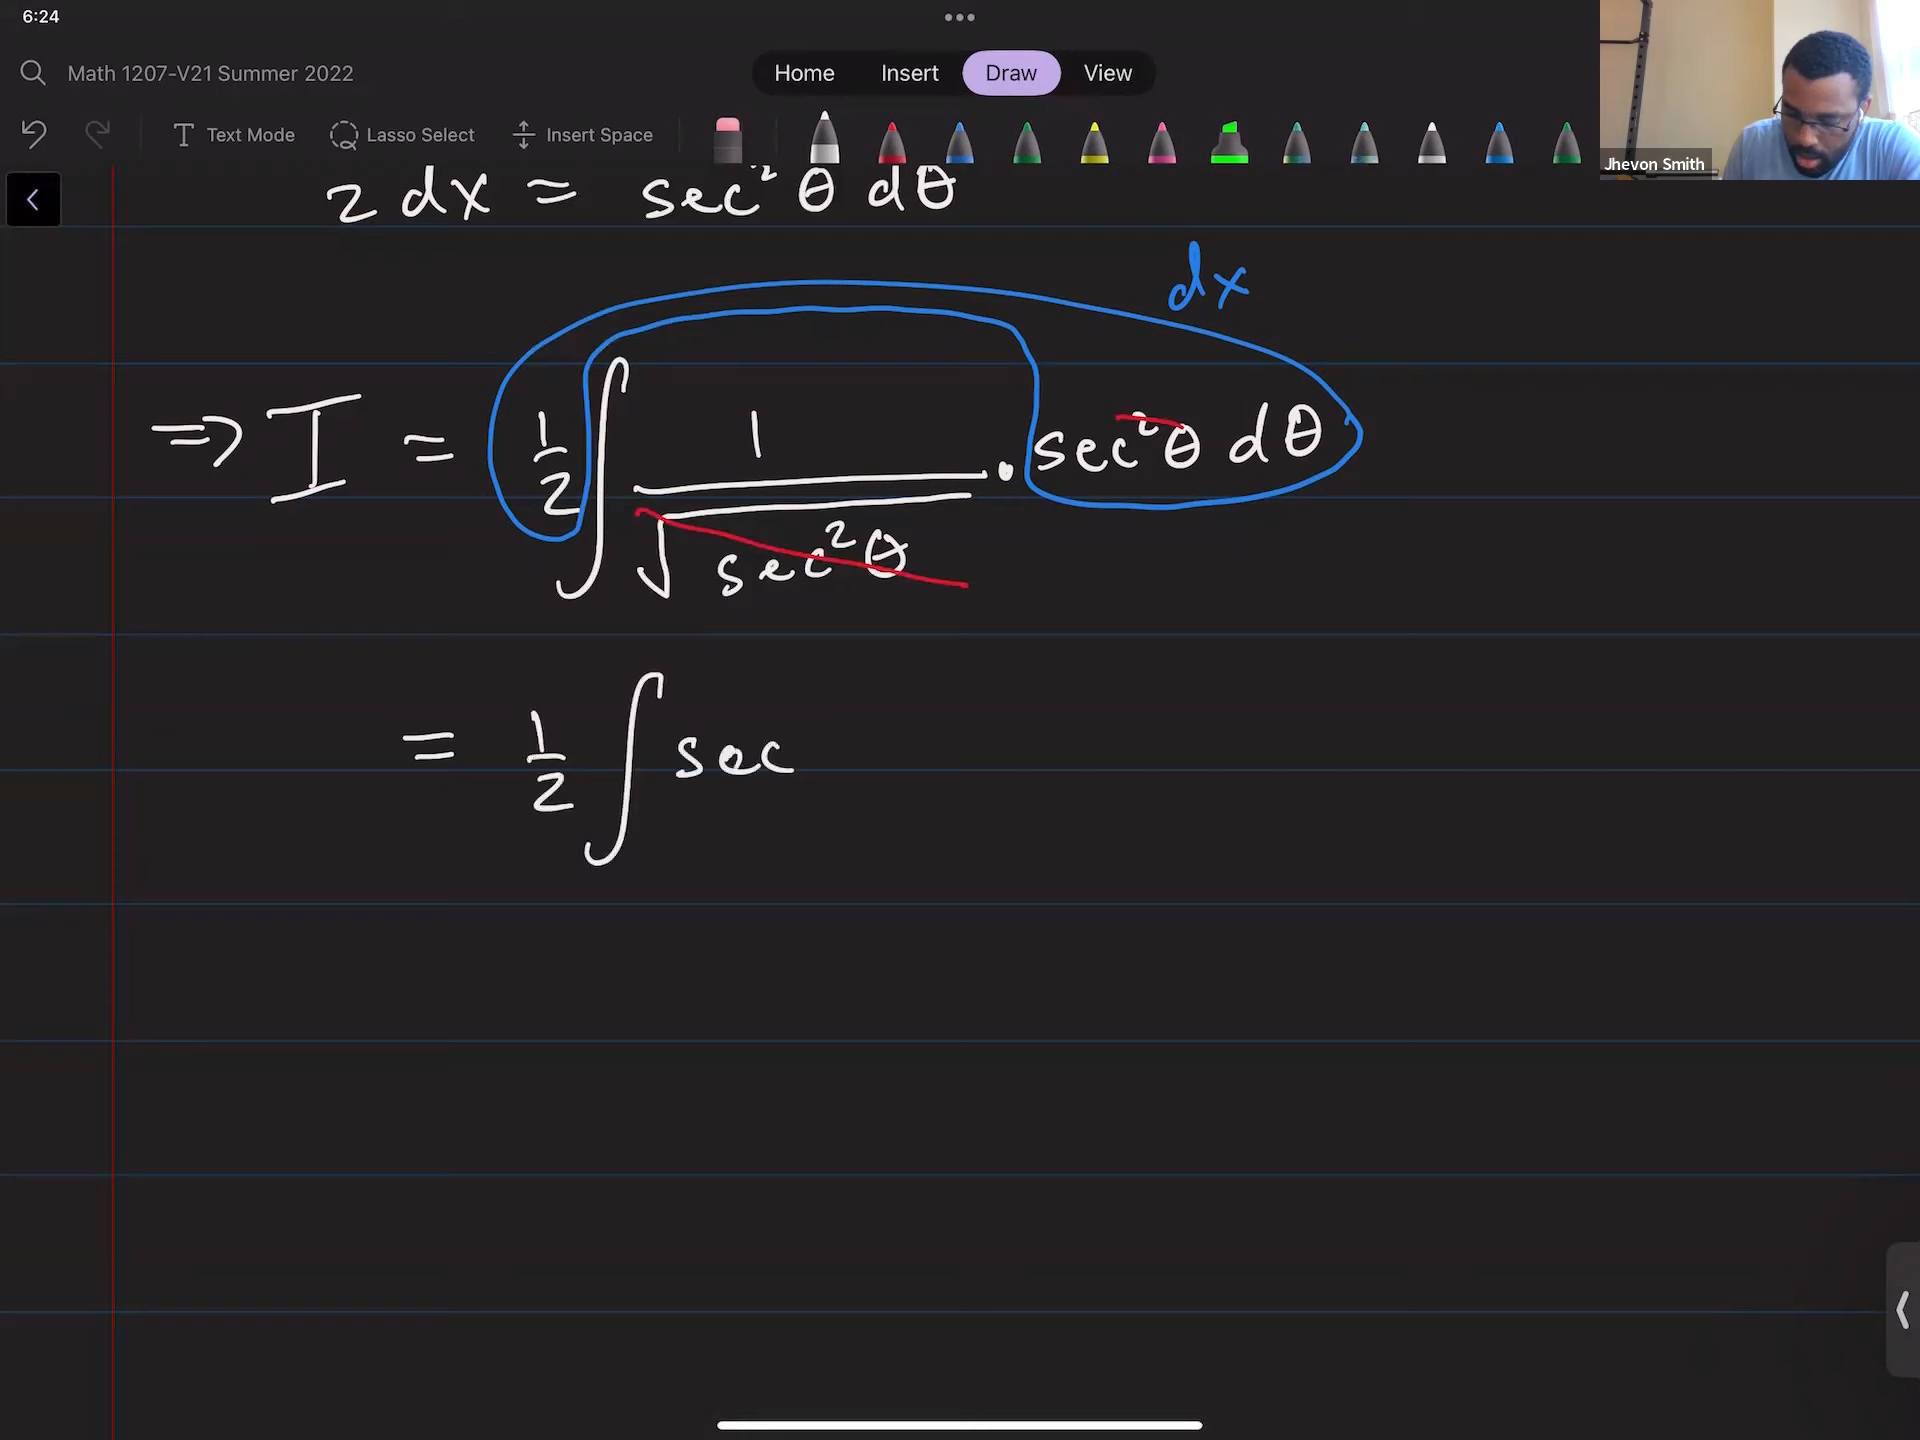 6:24
Math 1207-V21 Summer 2022
Home Insert Draw View
Text Mode Lasso Select Insert Space
Jhevon Smith
2 dx = sec² θ dθ
dx
⇒ I = 1/2 ∫ 1/√(sec²θ) · sec²θ dθ
= 1/2 ∫ sec